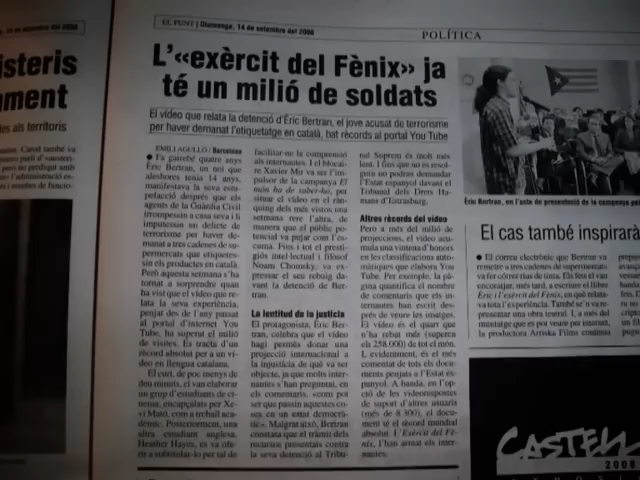 de setembre del 2008
EL PUNT | Diumenge, 14 de setembre del 2008
POLÍTICA
isteris
ment
des als territoris
L'«exèrcit del Fènix» ja
té un milió de soldats
El vídeo que relata la detenció d'Èric Bertran, el jove acusat de terrorisme
per haver demanat l'etiquetatge en català, bat rècords al portal You Tube
EMILI AGULLÓ / Barcelona
● Fa gairebé quatre anys
Èric Bertran, un noi que
aleshores tenia 14 anys,
manifestava la seva estu-
pefacció després que els
agents de la Guàrdia Civil
irrompessin a casa seva i li
imputessin un delicte de
terrorisme per haver de-
manat a tres cadenes de su-
permercats que etiquetes-
sin els productes en català.
Però aquesta setmana s'ha
tornat a sorprendre quan
ha vist que el vídeo que re-
lata la seva experiència,
penjat des de l'any passat
al portal d'internet You
Tube, ha superat el milió
de visites. Es tracta d'un
rècord absolut per a un ví-
deo en llengua catalana.
El curt, de poc menys de
deu minuts, el van elaborar
un grup d'estudiants de ci-
nema, encapçalats per Xe-
vi Mató, com a treball aca-
dèmic. Posteriorment, una
altra estudiant anglesa,
Heather Hayes, es va ofe-
rir a subtitular-lo per tal de
facilitar-ne la comprensió
als internautes. I el blocai-
re Xavier Mir va ser l'im-
pulsor de la campanya El
més ha de saber-ho, per
situar el vídeo en el ràn-
quing dels més vistos una
setmana rere l'altra, de
manera que el públic po-
tencial va pujar com l'es-
cuma. Fins i tot el presti-
giós intel·lectual i filòsof
Noam Chomsky, va ex-
pressar el seu rebuig da-
vant la detenció de Ber-
tran.
La lentitud de la justícia
El protagonista, Èric Ber-
tran, celebra que el vídeo
hagi permès donar una
projecció internacional a
la injustícia de què va ser
objecte, ja que molts inter-
nautes «han preguntat, en
els comentaris, «com pot
ser que passin aquestes co-
ses en un estat democrà-
tic». Malgrat això, Bertran
constata que el tràmit dels
recursos presentats contra
la seva detenció al Tribu-
nal Suprem és molt mais
lent. I fins que no es resol-
guin no podran demandar
l'Estat espanyol davant el
Tribunal dels Drets Hu-
mans d'Estrasburg.
Altres rècords del vídeo
Però a més del milió de
projeccions, el vídeo acu-
mula una vintena d'honors
en les classificacions auto-
màtiques que elabora You
Tube. Per exemple, la pà-
gina quantifica el nombre
de comentaris que els in-
ternautes han escrit des-
prés de veure les imatges.
El vídeo és el quart que
n'ha rebut més (supera
els 258.000) de tot el món.
I, evidentment, és el més
comentat de tots els docu-
ments penjats a l'Estat es-
panyol. A banda, en l'op-
ció de les videorespostes
de suport d'altres usuaris
(més de 8.300), el docu-
ment té el rècord mundial
absolut. L'Exèrcit del Fè-
nix, l'han armat els inter-
nautes.
Èric Bertran, en l'acte de presentació de la campanya
El cas també inspirarà
● El correu electrònic que Bertran va
remetre a tres cadenes de supermercats
va fer córrer rius de tinta. Els fins el van
encoratjar, més tard, a escriure el llibre
Èric i l'exèrcit del Fènix, en què relata-
va tota l'experiència. També se'n va re-
presentar una obra teatral. I, a més del
muntatge que es pot veure per internet,
la productora Arriska Films continua
CASTELL
2008